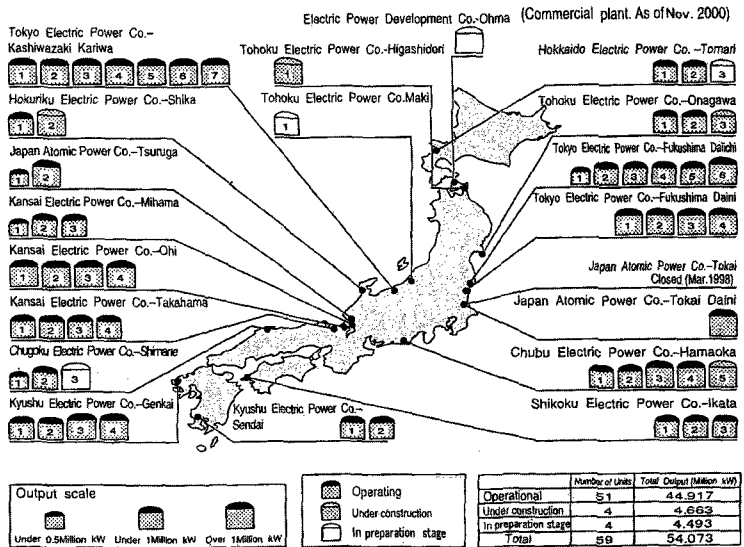 Electric Power Development Co.-Ohma
(Commercial plant. As of Nov. 2000)
Tokyo Electric Power Co.-
Kashiwazaki Kariwa
1 2 3 4 5 6 7
Tohoku Electric Power Co.-Higashidori
1
Hokkaido Electric Power Co. -Tomari
1 2 3
Hokuriku Electric Power Co.-Shika
1 2
Tohoku Electric Power Co.Maki
1
Tohoku Electric Power Co.-Onagawa
1 2 3
Japan Atomic Power Co.-Tsuruga
1 2
Tokyo Electric Power Co.-Fukushima Daiichi
1 2 3 4 5 6
Kansai Electric Power Co.-Mihama
1 2 3
Tokyo Electric Power Co.-Fukushima Daini
1 2 3 4
Kansai Electric Power Co.-Ohi
1 2 3 4
Japan Atomic Power Co.-Tokai
Closed (Mar.1998)
Kansai Electric Power Co.-Takahama
1 2 3 4
Japan Atomic Power Co.-Tokai Daini
Chugoku Electric Power Co.-Shimane
1 2 3
Chubu Electric Power Co.-Hamaoka
1 2 3 4 5
Kyushu Electric Power Co.-Genkai
1 2 3 4
Kyushu Electric Power Co.-
Sendai
1 2
Shikoku Electric Power Co.-Ikata
1 2 3
Output scale
Under 0.5Million kW Under 1Million kW Over 1Million kW
Operating
Under construction
In preparation stage
Number of Units Total Output (Million kW)
Operational 51 44.917
Under construction 4 4.663
In preparation stage 4 4.493
Total 59 54.073